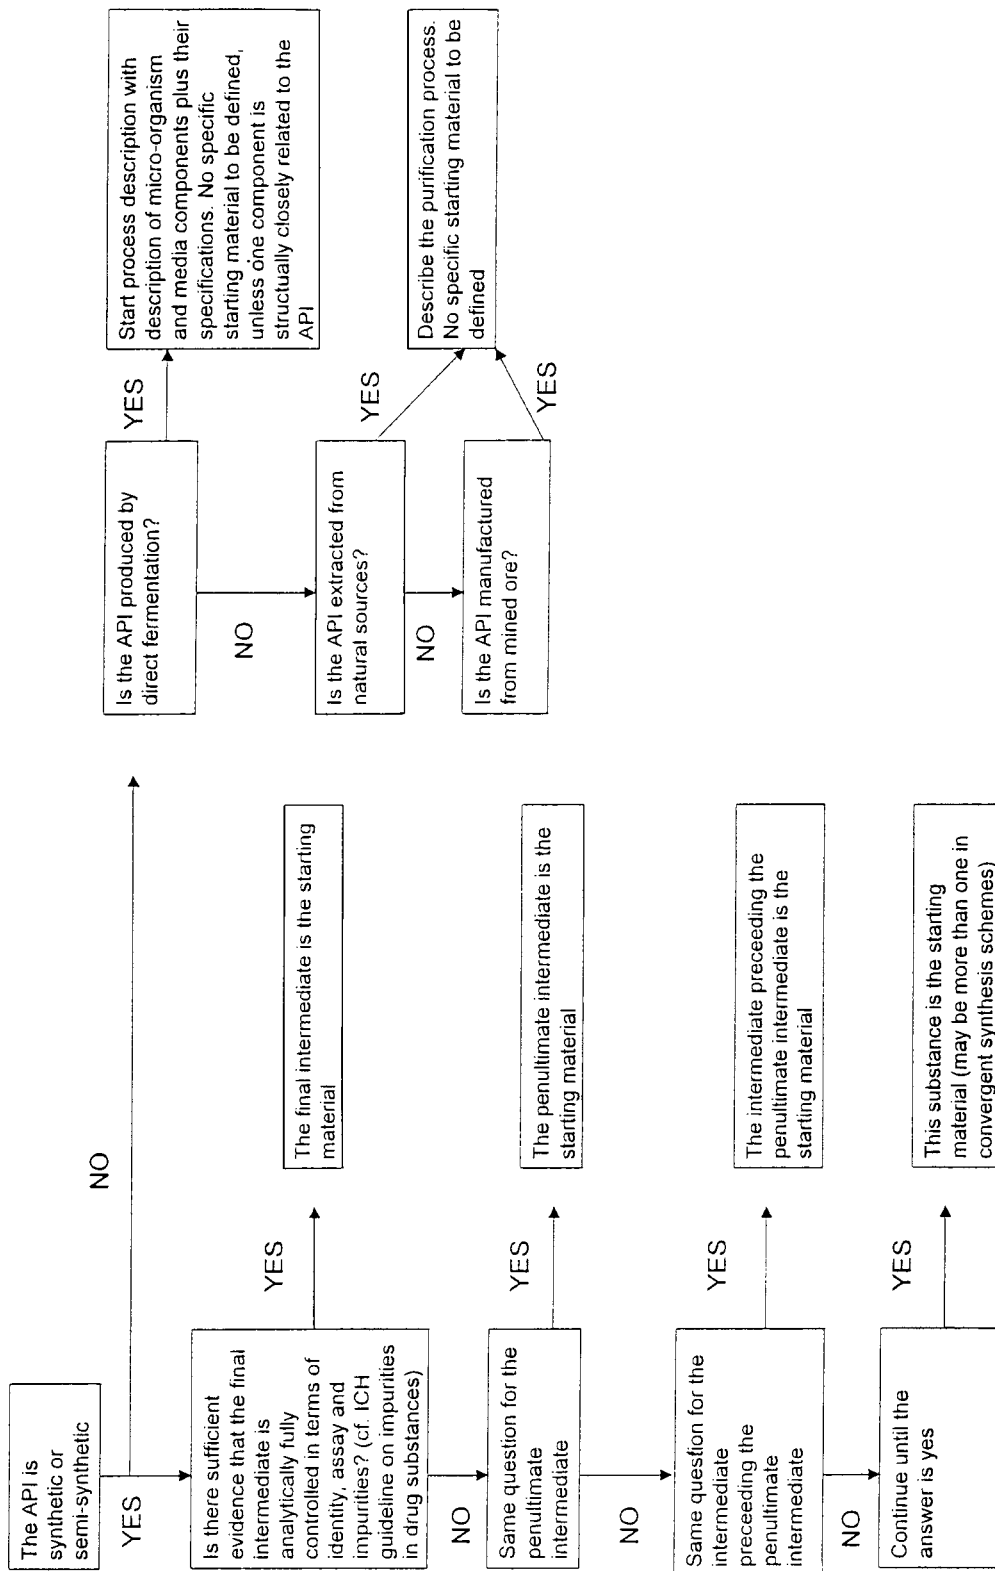 The API is
synthetic or
semi-synthetic
YES
NO
Is there sufficient
evidence that the final
intermediate is
analytically fully
controlled in terms of
identity, assay and
impurities? (cf. ICH
guideline on impurities
in drug substances)
YES
The final intermediate is the starting
material
NO
Same question for the
penultimate
intermediate
YES
The penultimate intermediate is the
starting material
NO
Same question for the
intermediate
preceeding the
penultimate
intermediate
YES
The intermediate preceeding the
penultimate intermediate is the
starting material
NO
Continue until the
answer is yes
YES
This substance is the starting
material (may be more than one in
convergent synthesis schemes)
Is the API produced by
direct fermentation?
YES
Start process description with
description of micro-organism
and media components plus their
specifications. No specific
starting material to be defined,
unless one component is
structually closely related to the
API
NO
Is the API extracted from
natural sources?
YES
Describe the purification process.
No specific starting material to be
defined
NO
Is the API manufactured
from mined ore?
YES